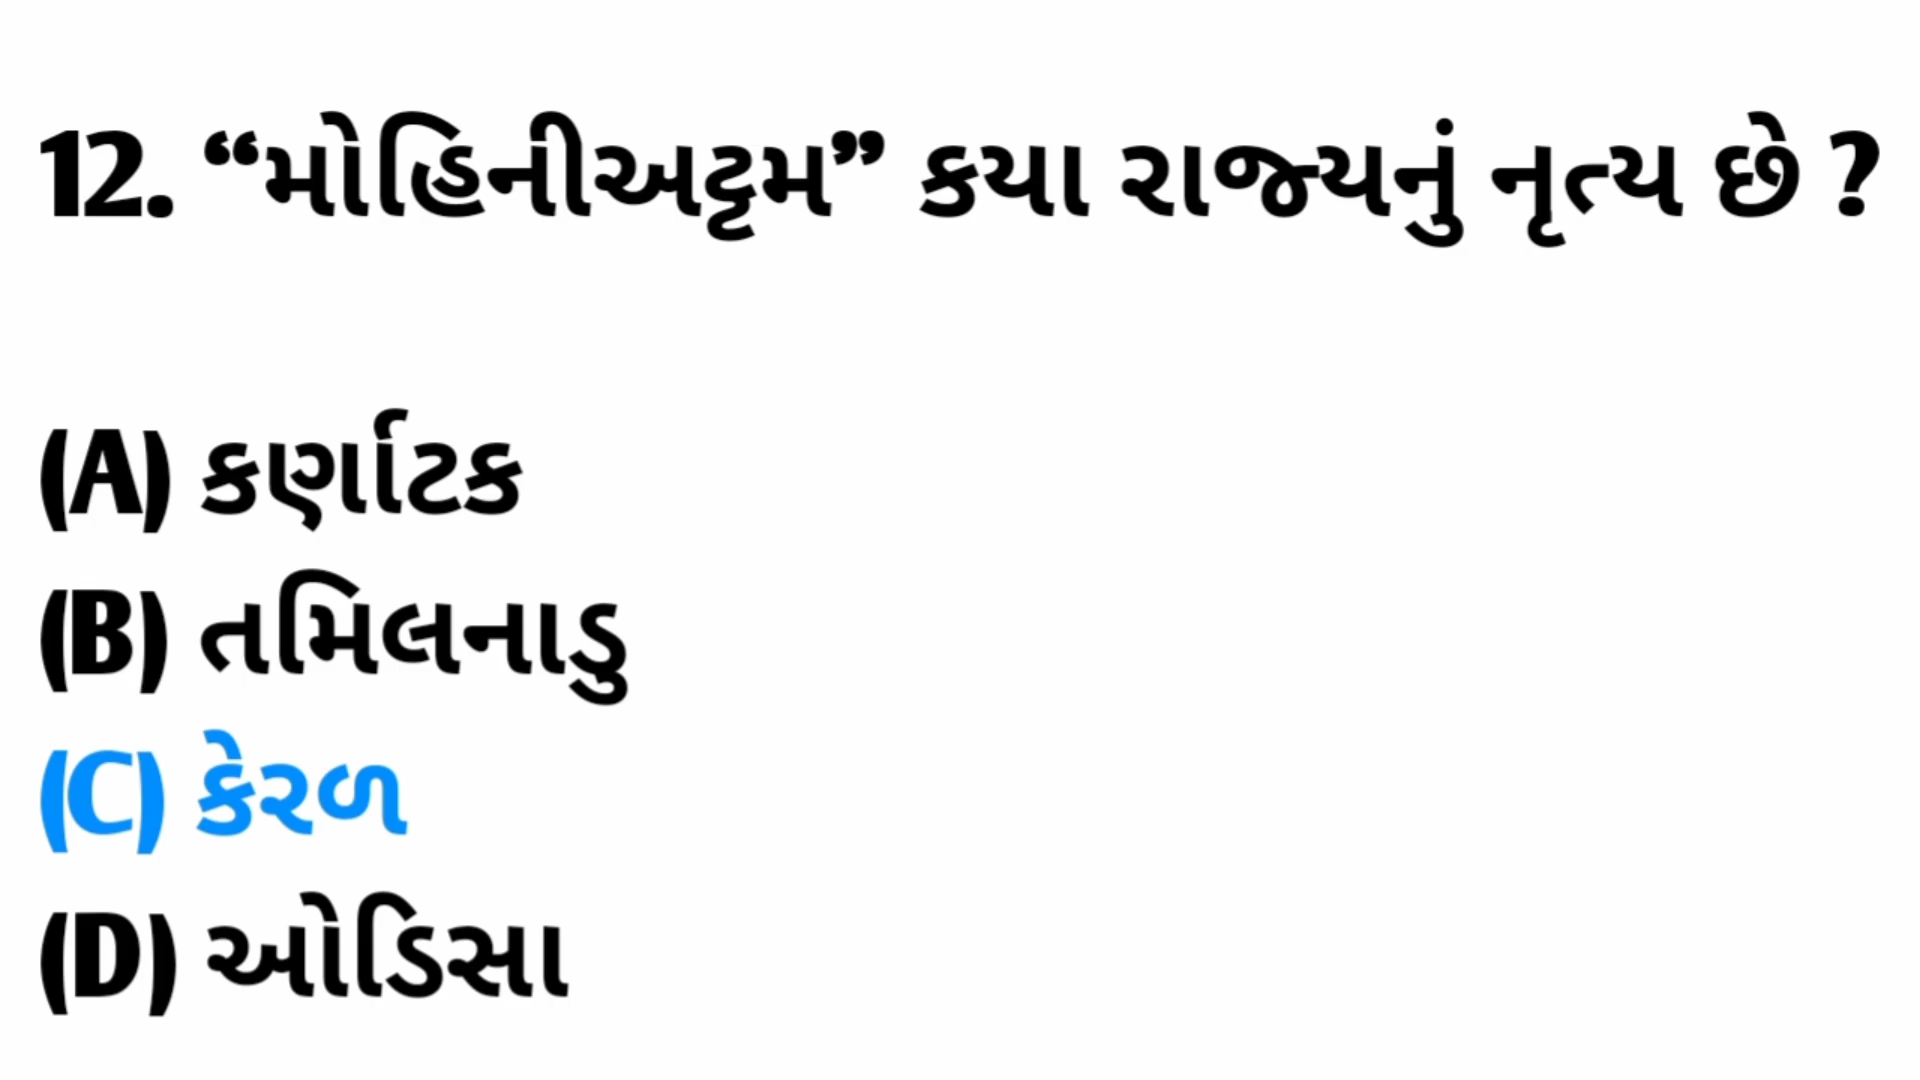 12. “મોહિનીઅટ્ટમ” કયા રાજ્યનું નૃત્ય છે ?
(A) કર્ણાટક
(B) તમિલનાડુ
(C) કેરળ
(D) ઓડિસા